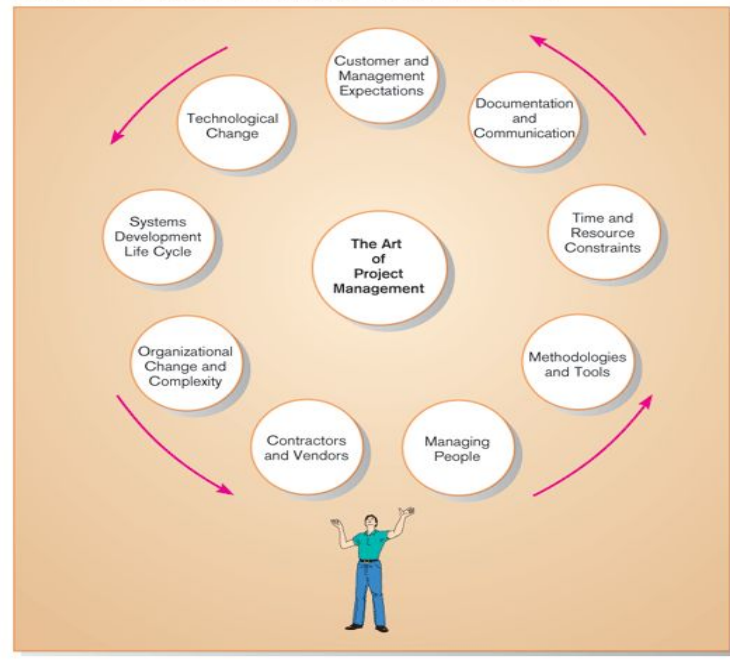 Customer and
Management
Expectations
Technological
Change
Documentation
and
Communication
Systems
Development
Life Cycle
The Art
of
Project
Management
Time and
Resource
Constraints
Organizational
Change and
Complexity
Methodologies
and Tools
Contractors
and Vendors
Managing
People